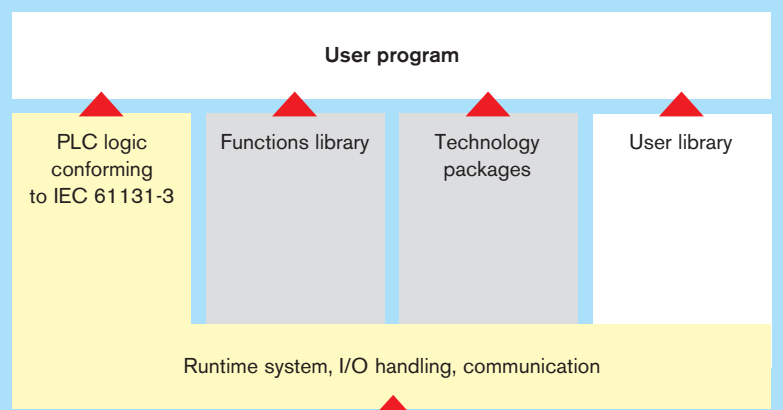 User program
PLC logic
conforming
to IEC 61131-3
Functions library
Technology
packages
User library
Runtime system, I/O handling, communication